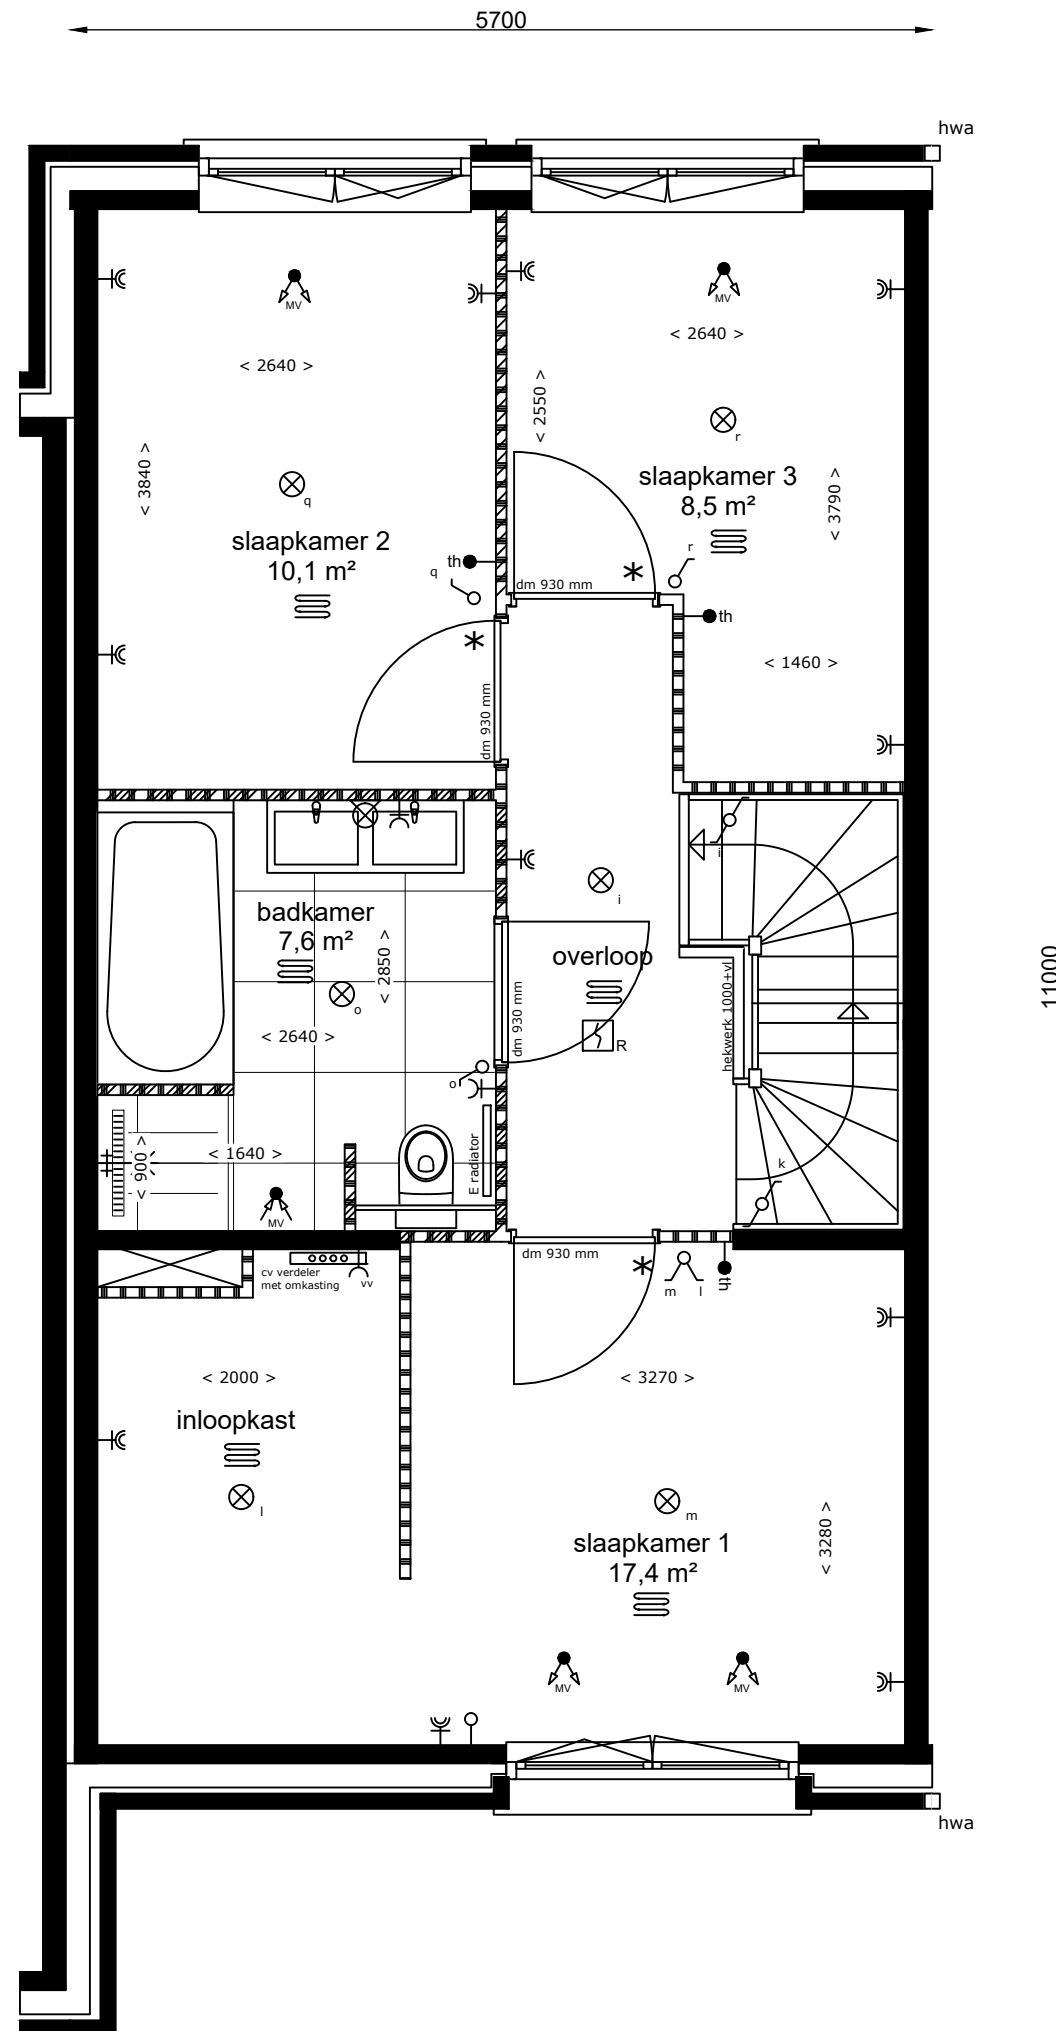 5700
hwa
MV
MV
< 2640 >
< 2640 >
< 2550 >
< 3840 >
r
slaapkamer 3
8,5 m²
< 3790 >
q
slaapkamer 2
10,1 m²
th
q
r
dm 930 mm
*
th
*
< 1460 >
dm 930 mm
i
i
badkamer
7,6 m²
< 2850 >
overloop
11000
o
dm 930 mm
hekwerk 1000+vl
< 2640 >
R
o
< 900 >
< 1640 >
E radiator
k
MV
dm 930 mm
*
cv verdeler
met omkasting
vv
m
l
th
< 2000 >
< 3270 >
inloopkast
l
m
slaapkamer 1
17,4 m²
< 3280 >
MV
MV
hwa